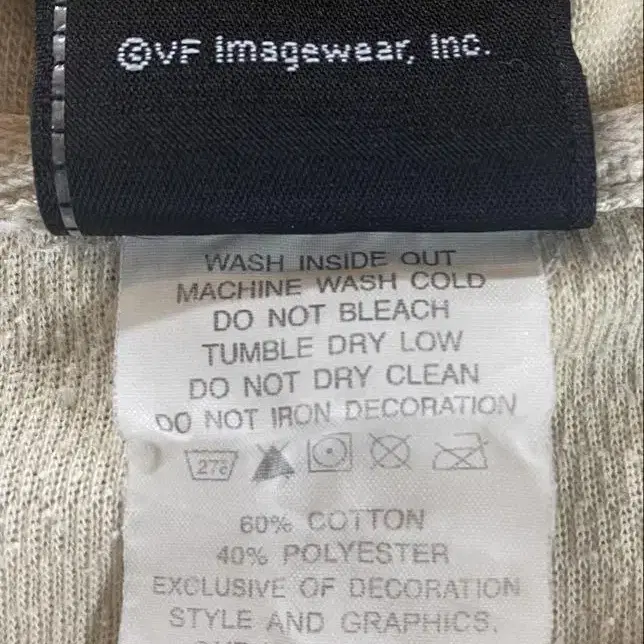 ©VF Imagewear, Inc.
WASH INSIDE OUT
MACHINE WASH COLD
DO NOT BLEACH
TUMBLE DRY LOW
DO NOT DRY CLEAN
DO NOT IRON DECORATION
60% COTTON
40% POLYESTER
EXCLUSIVE OF DECORATION
STYLE AND GRAPHICS.